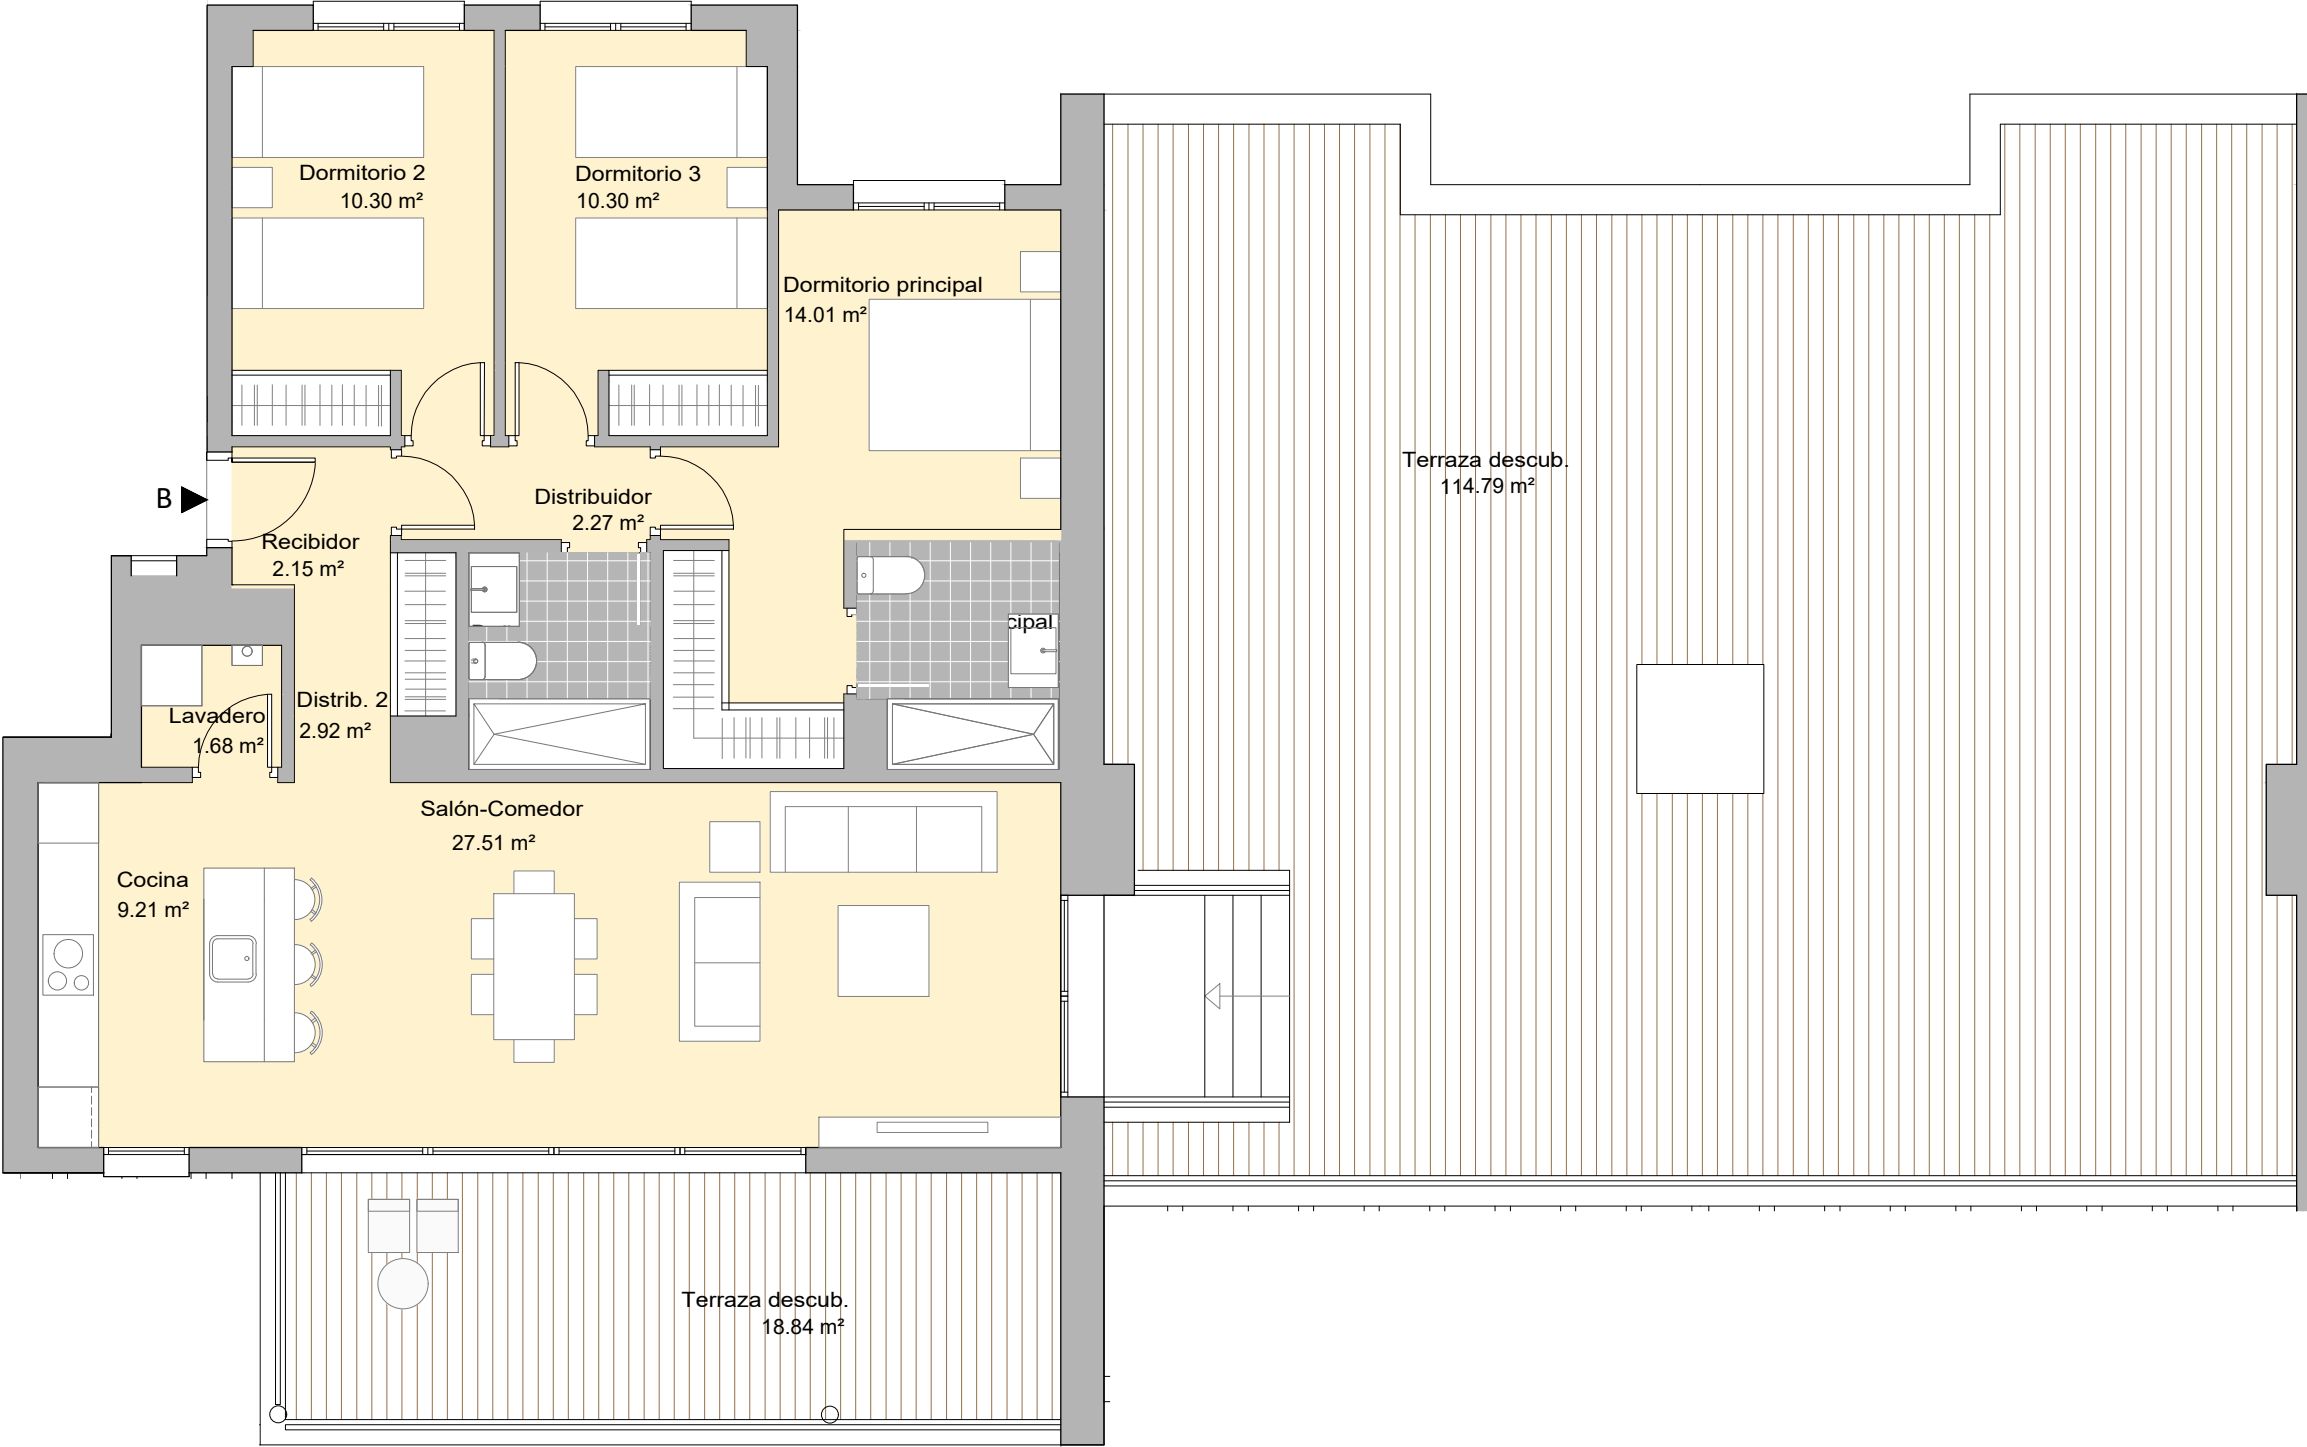 Dormitorio 2
10.30 m²
Dormitorio 3
10.30 m²
Dormitorio principal
14.01 m²
Terraza descub.
114.79 m²
B
Distribuidor
2.27 m²
Recibidor
2.15 m²
cipal
Distrib. 2
2.92 m²
Lavadero
1.68 m²
Salón-Comedor
27.51 m²
Cocina
9.21 m²
Terraza descub.
18.84 m²